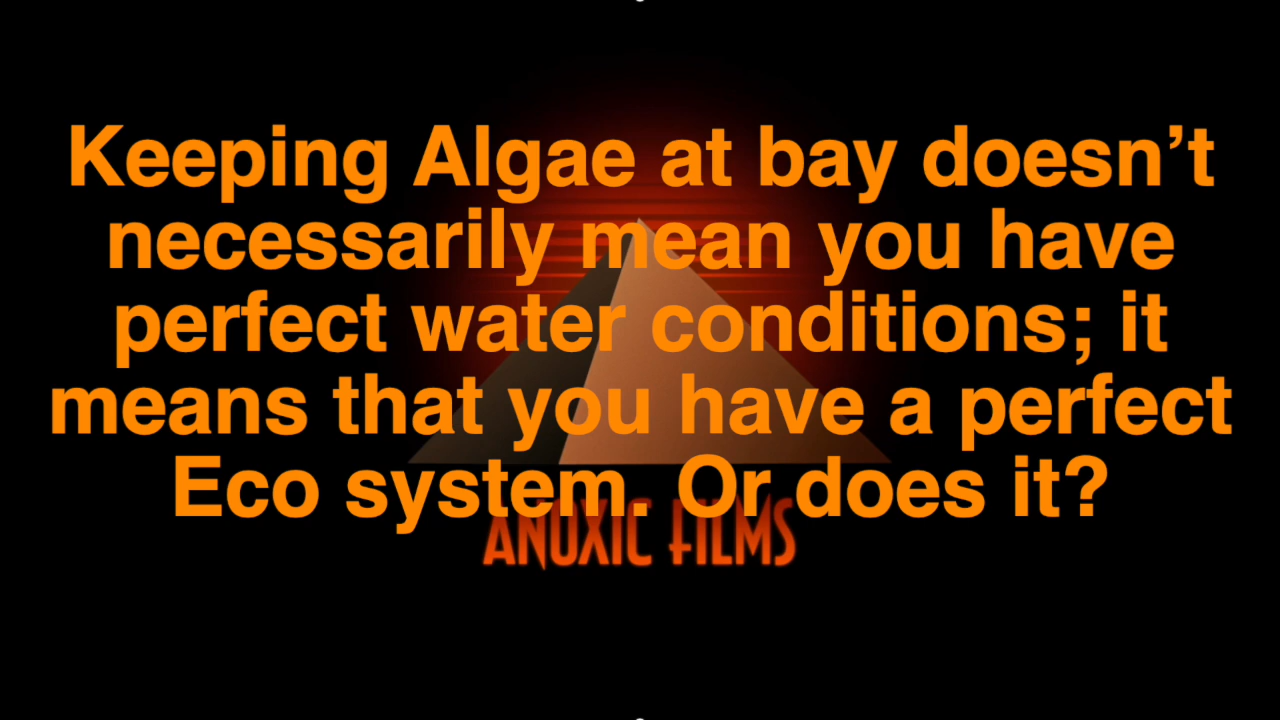 Keeping Algae at bay doesn’t
necessarily mean you have
perfect water conditions; it
means that you have a perfect
Eco system. Or does it?
ANOXIC FILMS